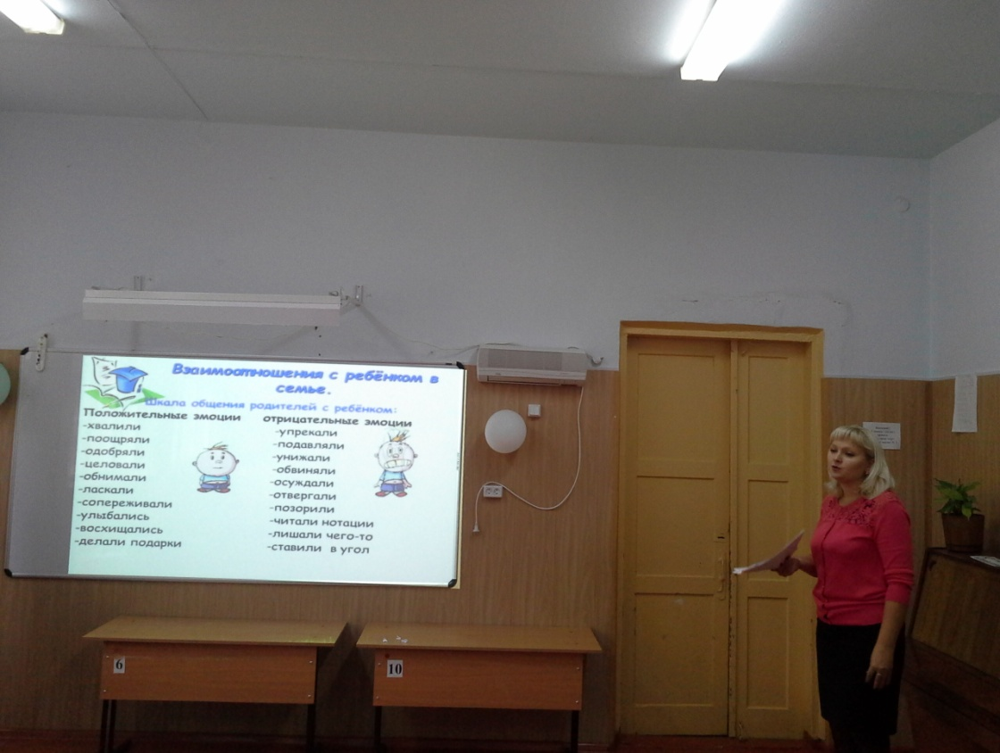 Взаимоотношения с ребёнком в
семье.
Шкала общения родителей с ребёнком:
Положительные эмоции
-хвалили
-поощряли
-одобряли
-целовали
-обнимали
-ласкали
-сопереживали
-улыбались
-восхищались
-делали подарки
отрицательные эмоции
-упрекали
-подавляли
-унижали
-обвиняли
-осуждали
-отвергали
-позорили
-читали нотации
-лишали чего-то
-ставили в угол
6
10